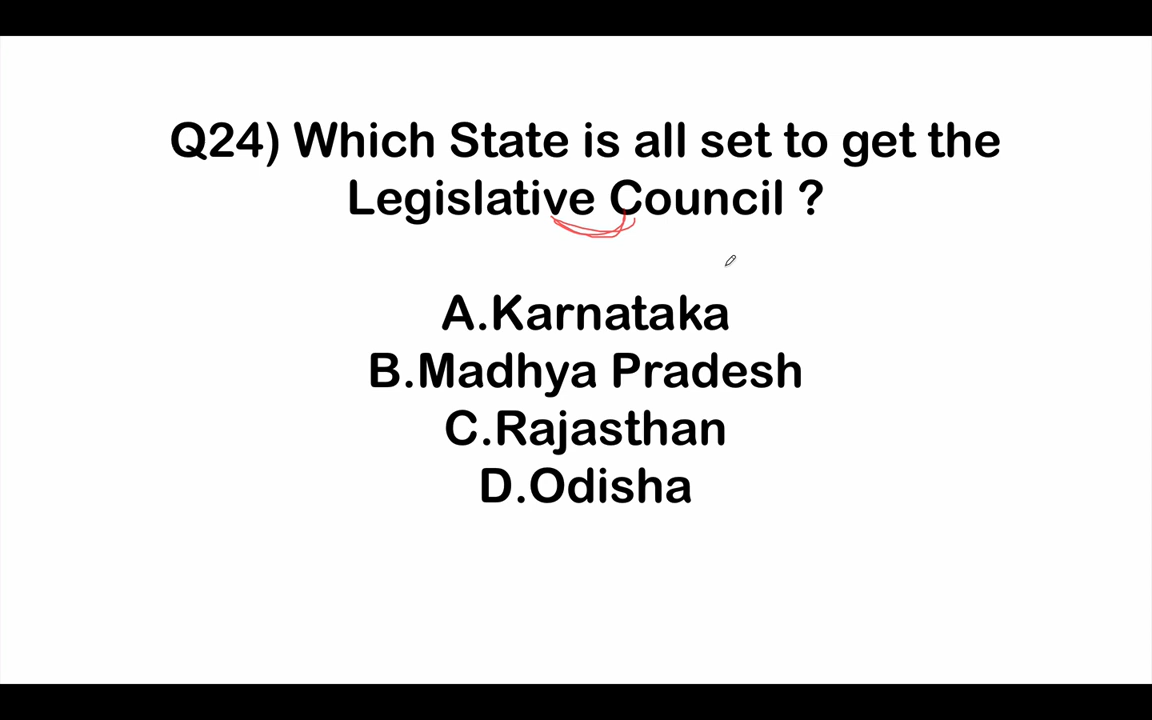 Q24) Which State is all set to get the
Legislative Council ?
A.Karnataka
B.Madhya Pradesh
C.Rajasthan
D.Odisha